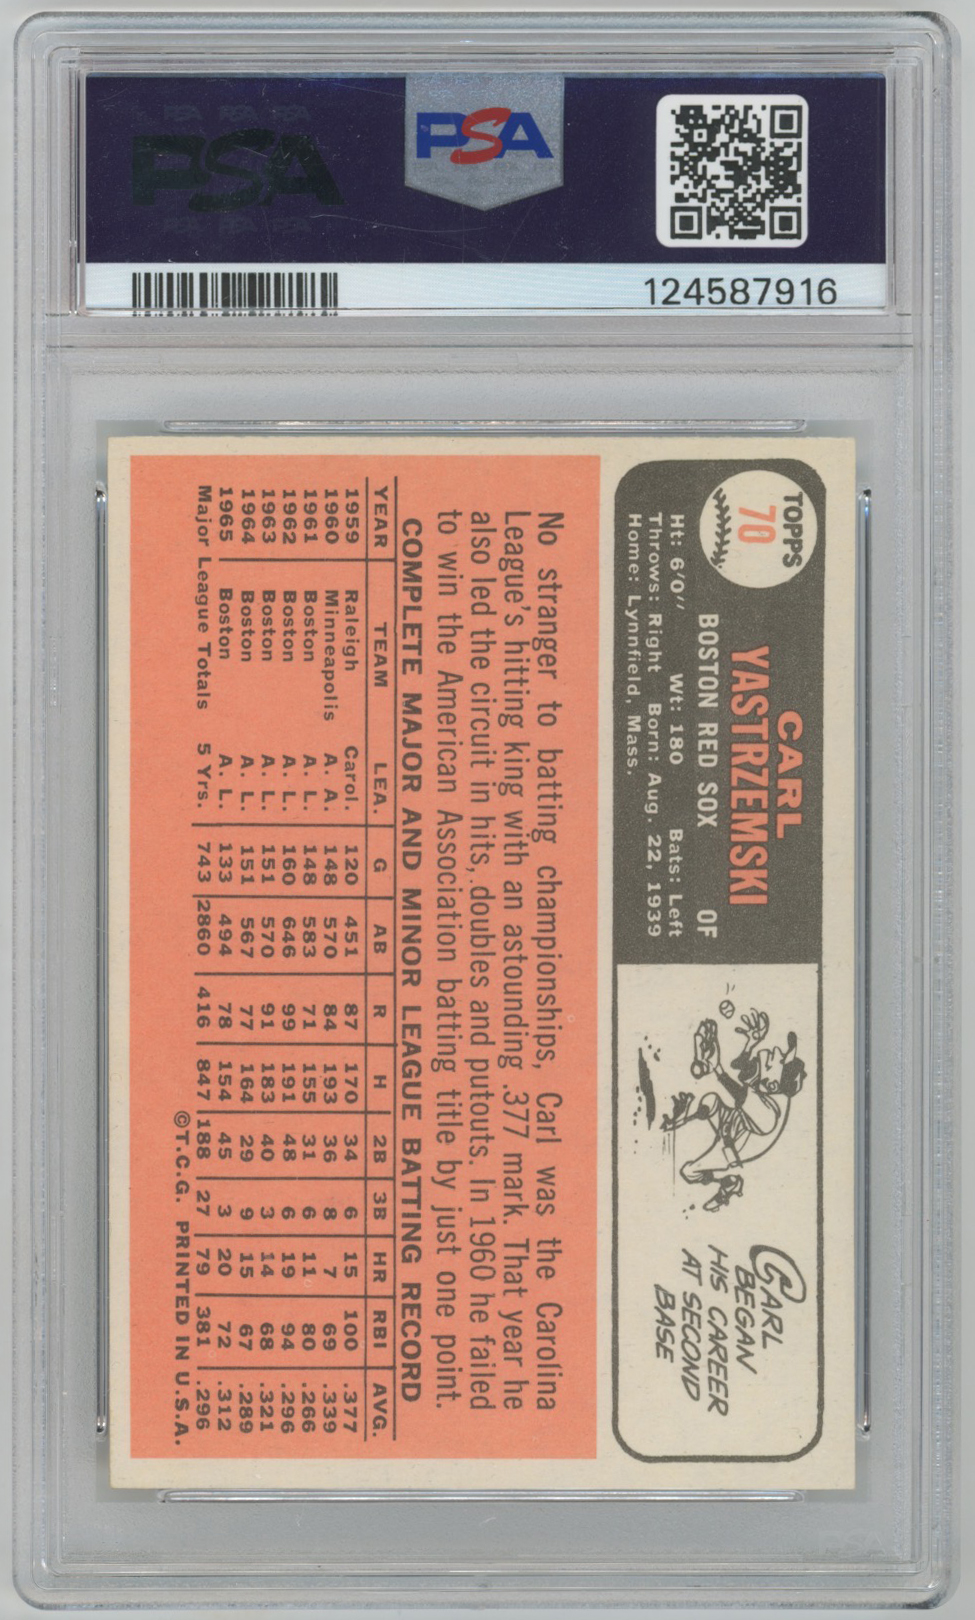 PSA PSA PSA
PSA
PSA PSA PSA
PSA
124587916
TOPPS
70
CARL
YASTRZEMSKI
BOSTON RED SOX OF
Ht: 6'0" Wt: 180 Bats: Left
Throws: Right Born: Aug. 22, 1939
Home: Lynnfield, Mass.
CARL
BEGAN
HIS CAREER
AT SECOND
BASE
No stranger to batting championships, Carl was the Carolina
League's hitting king with an astounding .377 mark. That year he
also led the circuit in hits, doubles and putouts. In 1960 he failed
to win the American Association batting title by just one point.
COMPLETE MAJOR AND MINOR LEAGUE BATTING RECORD
YEAR TEAM LEA. G AB R H 2B 3B HR RBI AVG.
1959 Raleigh Carol. 120 451 87 170 34 6 15 100 .377
1960 Minneapolis A. A. 148 570 84 193 36 8 7 69 .339
1961 Boston A. L. 148 583 71 155 31 6 11 80 .266
1962 Boston A. L. 160 646 99 191 48 6 19 94 .296
1963 Boston A. L. 151 570 91 183 40 3 14 68 .321
1964 Boston A. L. 151 567 77 164 29 9 15 67 .289
1965 Boston A. L. 133 494 78 154 45 3 20 72 .312
Major League Totals 5 Yrs. 743 2860 416 847 188 27 79 381 .296
©T.C.G. PRINTED IN U.S.A.